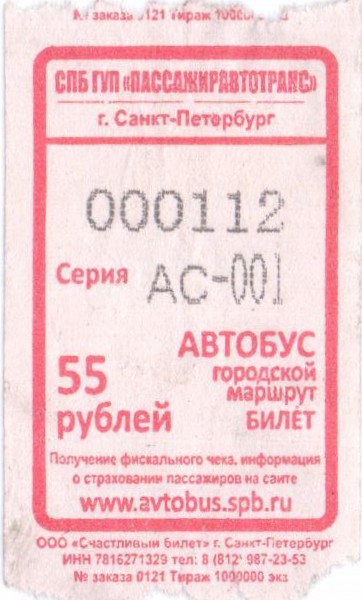 № заказа 0121 Тираж 1000000 экз
СПБ ГУП «ПАССАЖИРАВТОТРАНС»
г. Санкт-Петербург
000112
Серия АС-001
АВТОБУС
городской
маршрут
БИЛЕТ
55
рублей
Получение фискального чека, информация
о страховании пассажиров на сайте
www.avtobus.spb.ru
ООО «Счастливый билет» г. Санкт-Петербург
ИНН 7816271329 тел: 8 (812) 987-23-53
№ заказа 0121 Тираж 1000000 экз